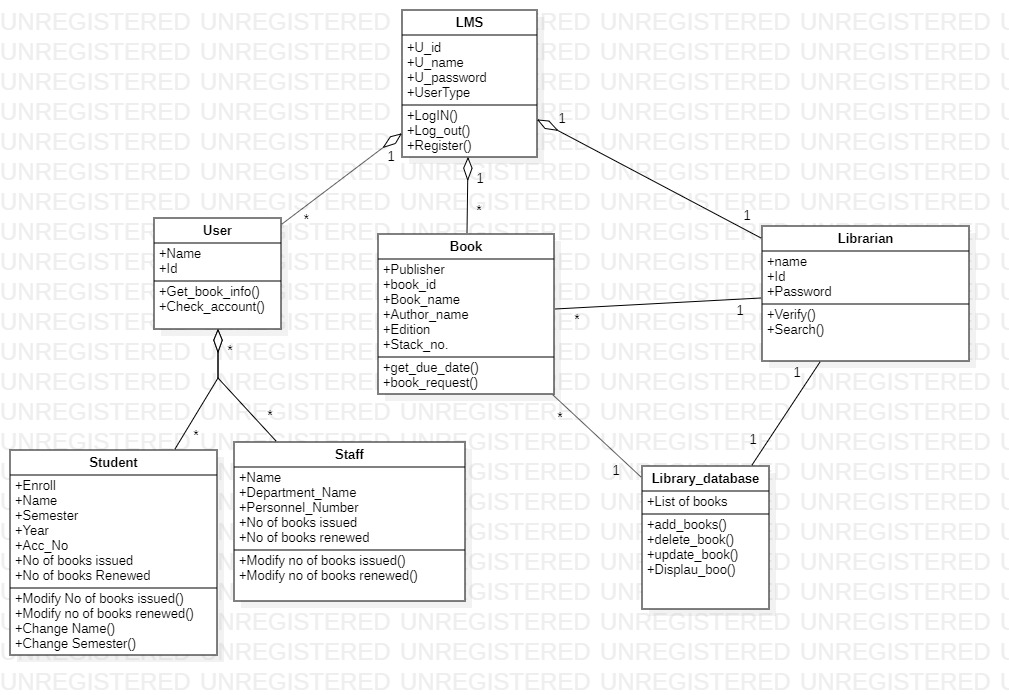 LMS
+U_id
+U_name
+U_password
+UserType
+LogIN()
+Log_out()
+Register()
1
1
1
*
*
1
User
+Name
+Id
+Get_book_info()
+Check_account()
*
Book
+Publisher
+book_id
+Book_name
+Author_name
+Edition
+Stack_no.
+get_due_date()
+book_request()
Librarian
+name
+Id
+Password
+Verify()
+Search()
*
1
1
1
*
1
*
*
Student
+Enroll
+Name
+Semester
+Year
+Acc_No
+No of books issued
+No of books Renewed
+Modify No of books issued()
+Modify no of books renewed()
+Change Name()
+Change Semester()
Staff
+Name
+Department_Name
+Personnel_Number
+No of books issued
+No of books renewed
+Modify no of books issued()
+Modify no of books renewed()
Library_database
+List of books
+add_books()
+delete_book()
+update_book()
+Displau_boo()
UNREGISTERED